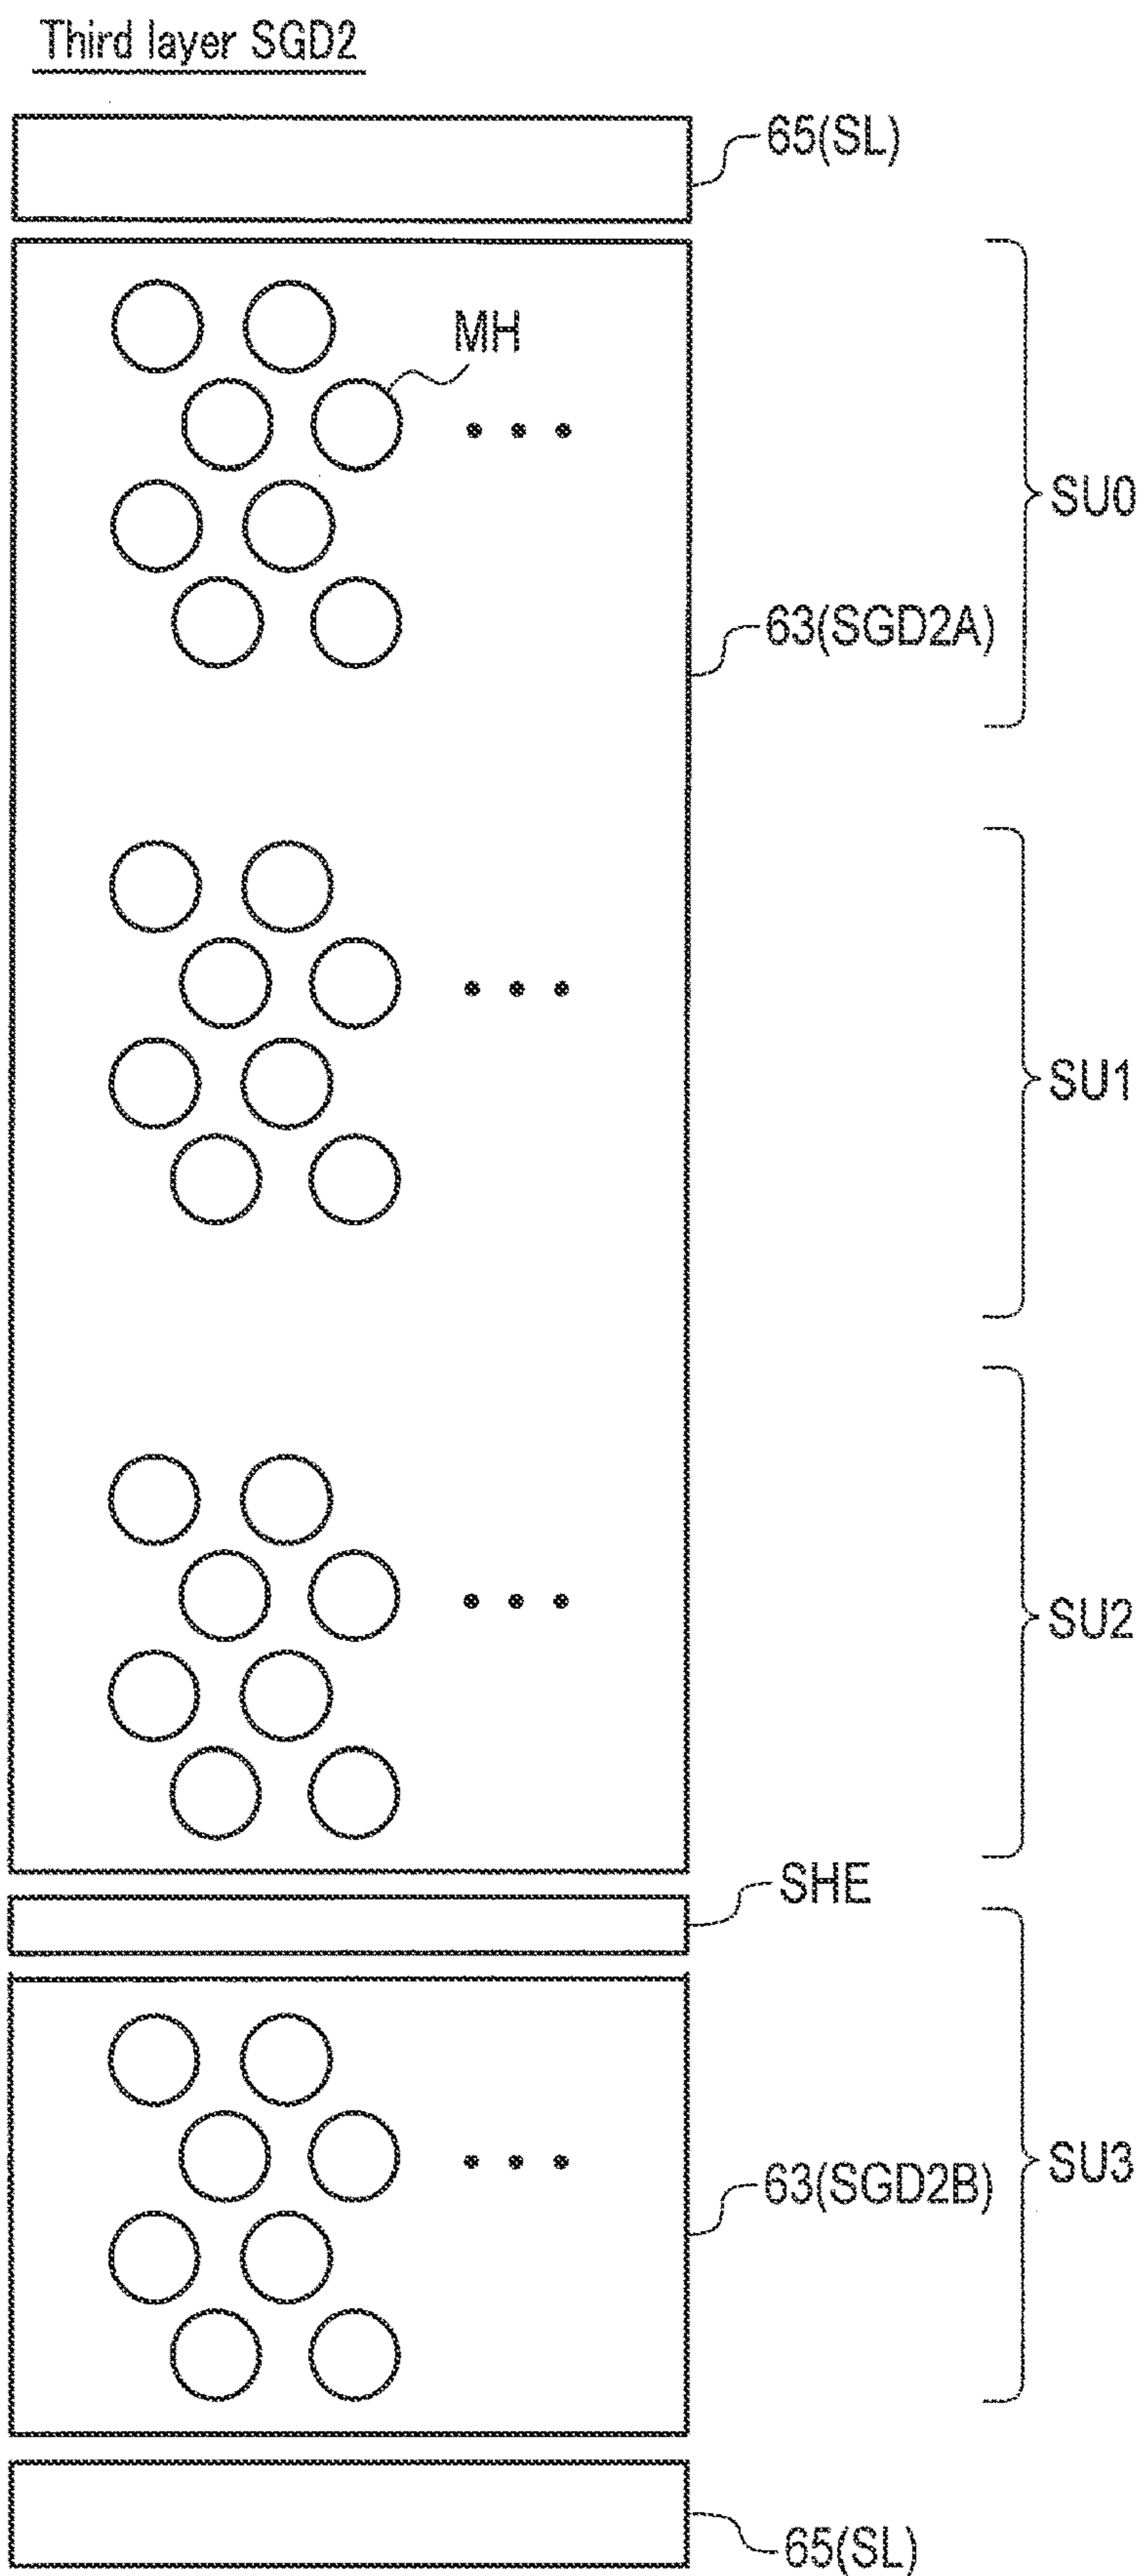 Third layer SGD2
65(SL)
MH
SU0
63(SGD2A)
SU1
SU2
SHE
SU3
63(SGD2B)
65(SL)